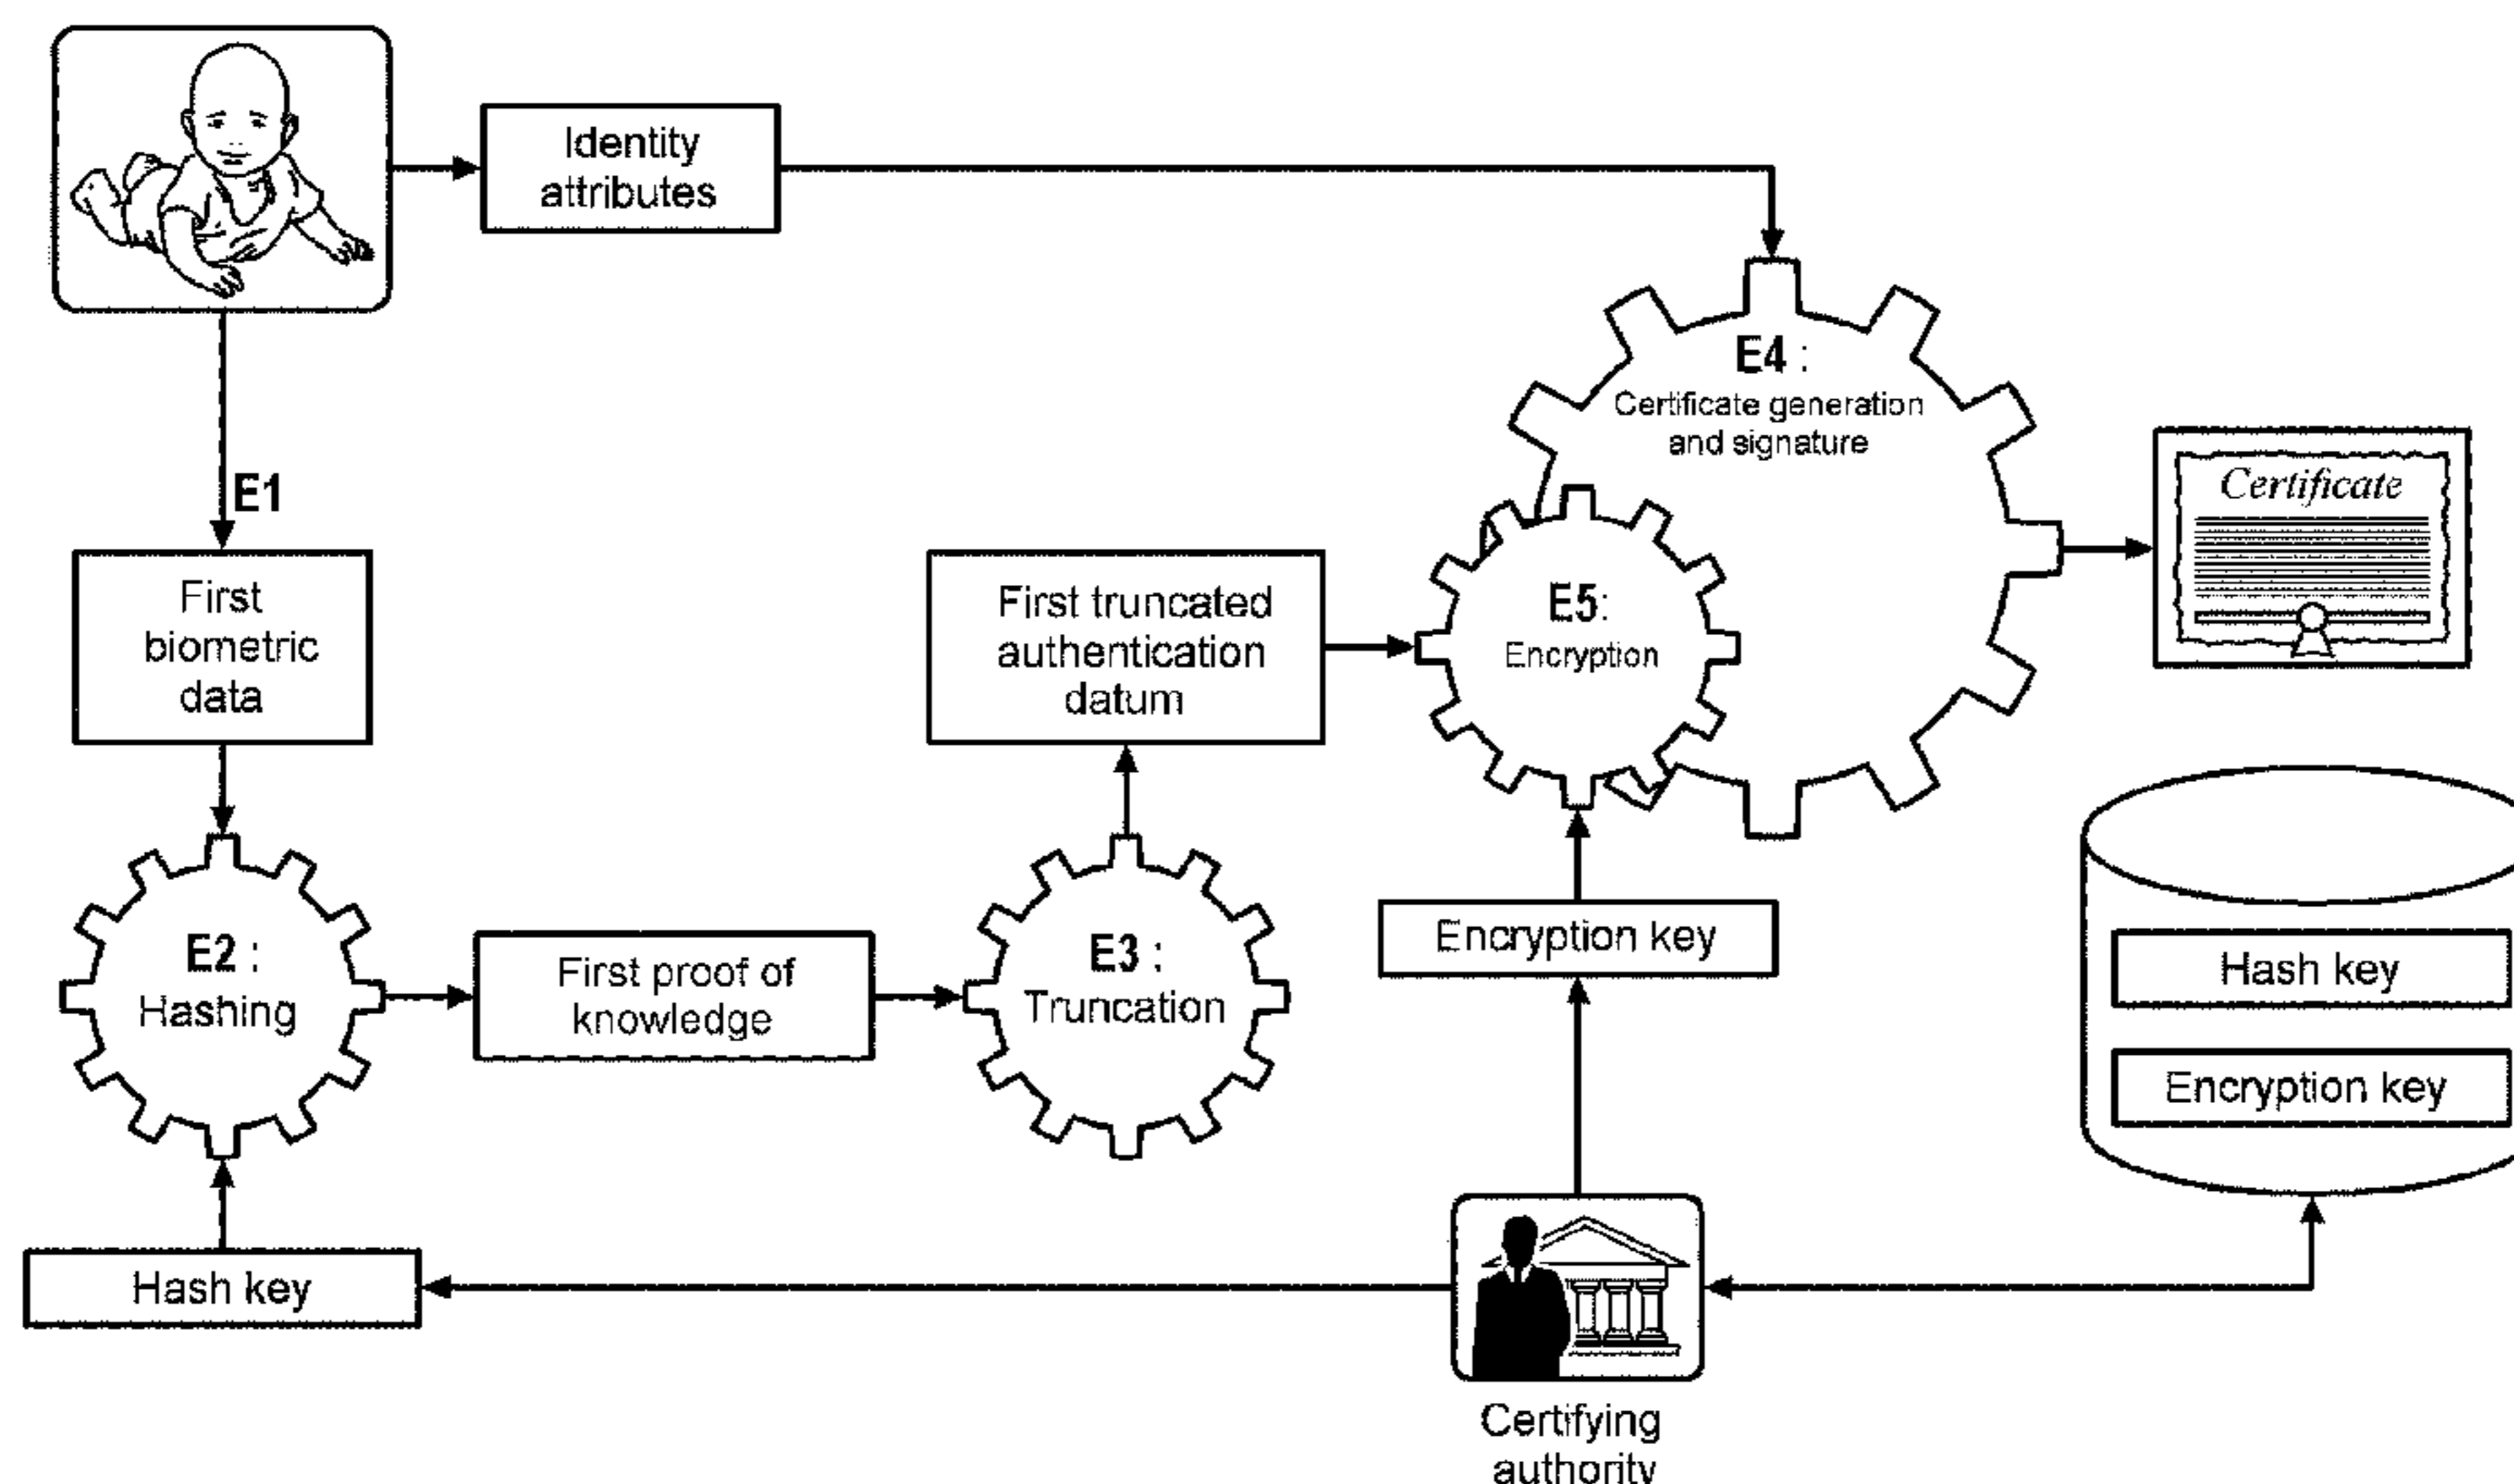 Identity
attributes
E4 :
Certificate generation
and signature
Certificate
E1
First
biometric
data
First truncated
authentication
datum
E5:
Encryption
E2 :
Hashing
First proof of
knowledge
E3 :
Truncation
Encryption key
Hash key
Encryption key
Hash key
Certifying
authority